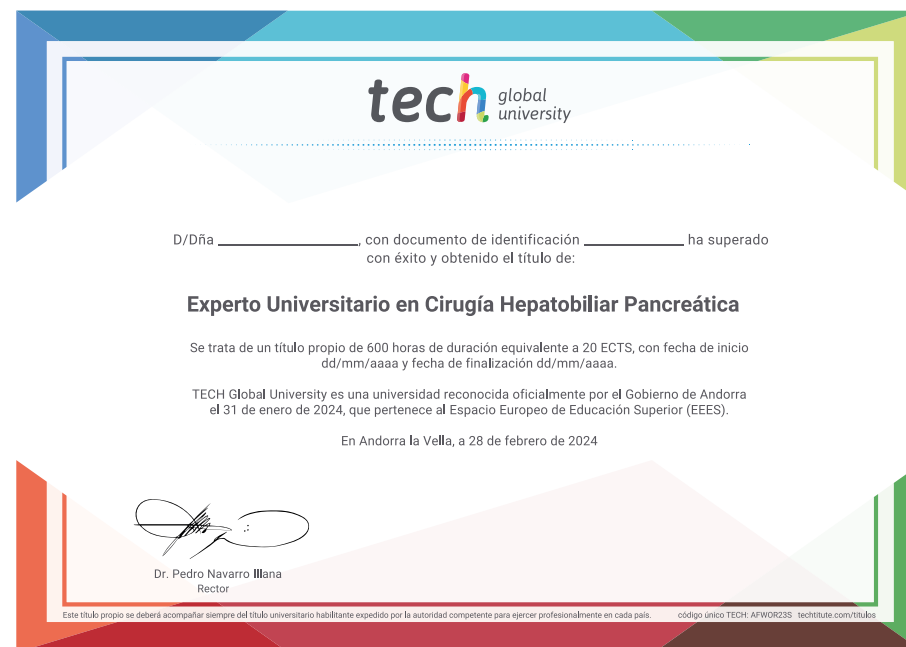 tech global university
D/Dña ____________________, con documento de identificación ______________ ha superado
con éxito y obtenido el título de:
Experto Universitario en Cirugía Hepatobiliar Pancreática
Se trata de un título propio de 600 horas de duración equivalente a 20 ECTS, con fecha de inicio
dd/mm/aaaa y fecha de finalización dd/mm/aaaa.
TECH Global University es una universidad reconocida oficialmente por el Gobierno de Andorra
el 31 de enero de 2024, que pertenece al Espacio Europeo de Educación Superior (EEES).
En Andorra la Vella, a 28 de febrero de 2024
Dr. Pedro Navarro Illana
Rector
Este título propio se deberá acompañar siempre del título universitario habilitante expedido por la autoridad competente para ejercer profesionalmente en cada país. código único TECH: AFWOR23S techtitute.com/titulos